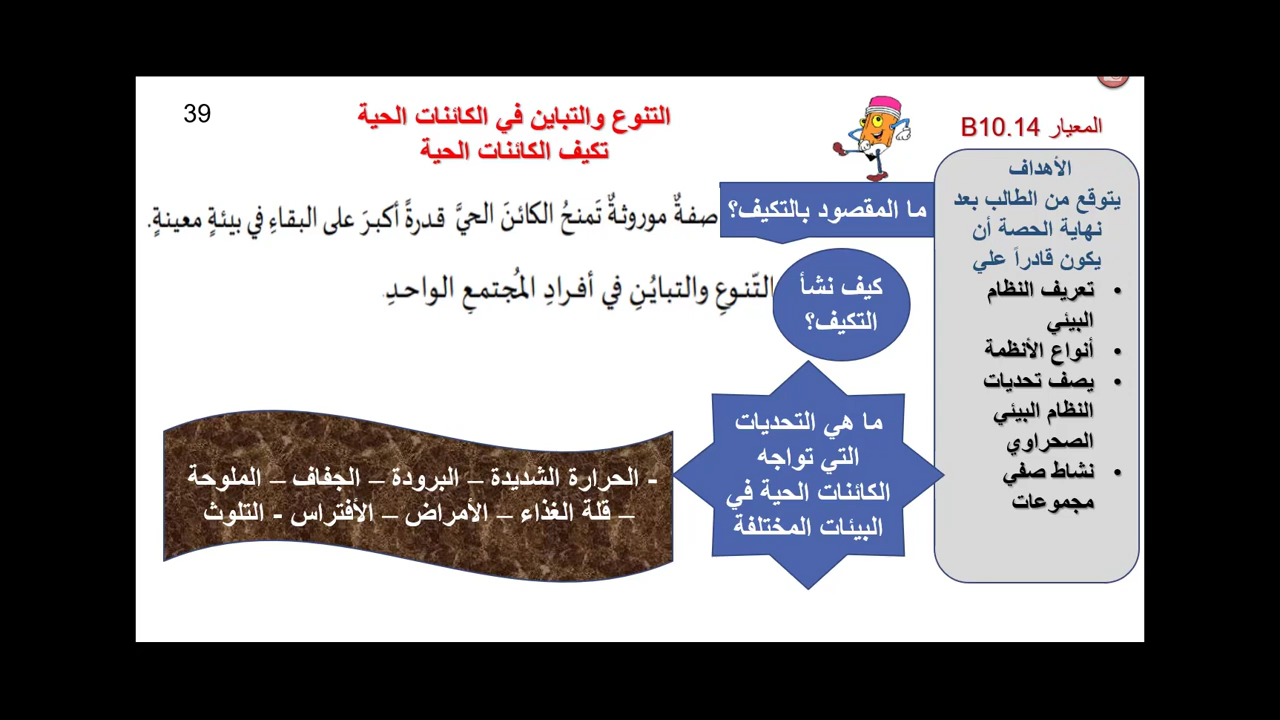 39
التنوع والتباين في الكائنات الحية
تكيف الكائنات الحية
المعيار B10.14
الأهداف
يتوقع من الطالب بعد
نهاية الحصة أن
يكون قادراً علي
• تعريف النظام
البيئي
• أنواع الأنظمة
• يصف تحديات
النظام البيئي
الصحراوي
• نشاط صفي
مجموعات
ما المقصود بالتكيف؟
صفةٌ موروثةٌ تَمنحُ الكائنَ الحيَّ قدرةً أكبرَ على البقاءِ في بيئةٍ معينةٍ.
كيف نشأ
التكيف؟
التّنوعِ والتبايُنِ في أفرادِ المُجتمعِ الواحدِ.
ما هي التحديات
التي تواجه
الكائنات الحية في
البيئات المختلفة
- الحرارة الشديدة – البرودة – الجفاف – الملوحة
– قلة الغذاء – الأمراض – الأفتراس - التلوث